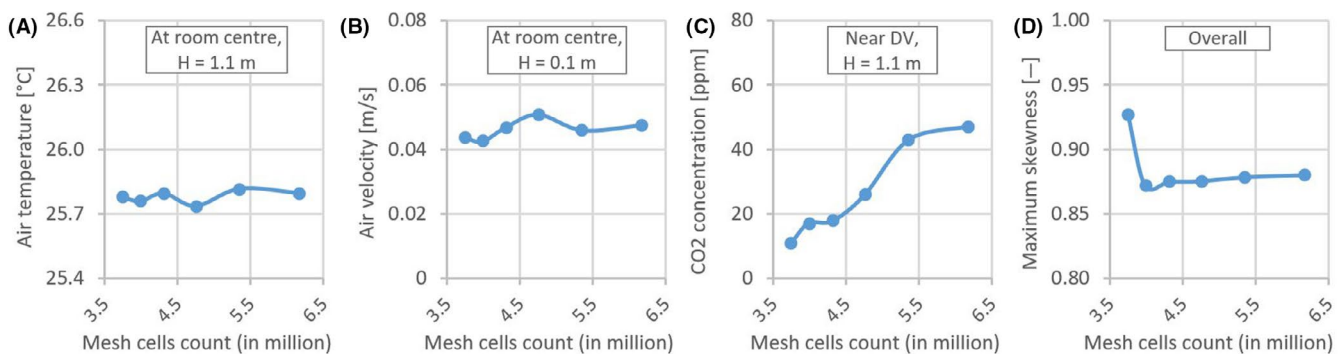 (A)
Air temperature [°C]
26.6
26.3
26.0
25.7
25.4
At room centre,
H = 1.1 m
3.5
4.5
5.5
6.5
Mesh cells count (in million)
(B)
Air velocity [m/s]
0.08
0.06
0.04
0.02
0
At room centre,
H = 0.1 m
3.5
4.5
5.5
6.5
Mesh cells count (in million)
(C)
CO2 concentration [ppm]
80
60
40
20
0
Near DV,
H = 1.1 m
3.5
4.5
5.5
6.5
Mesh cells count (in million)
(D)
Maximum skewness [—]
1.00
0.95
0.90
0.85
0.80
Overall
3.5
4.5
5.5
6.5
Mesh cells count (in million)